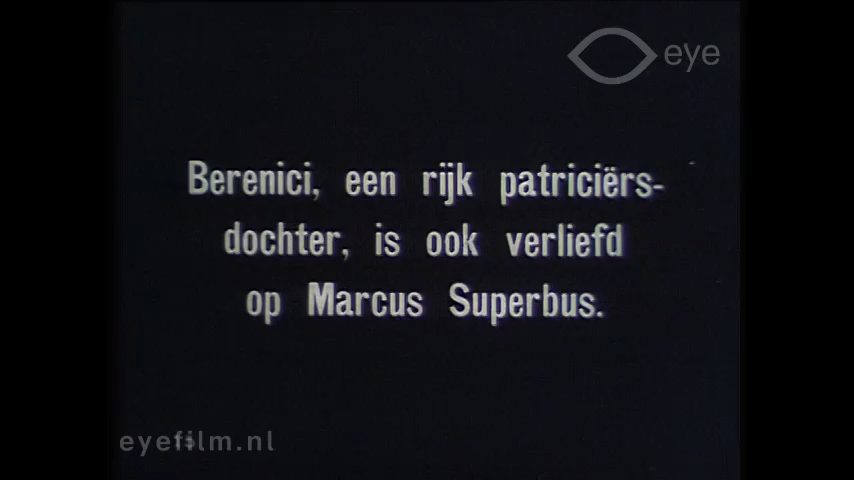 eye
Berenici, een rijk patriciërs-
dochter, is ook verliefd
op Marcus Superbus.
eyefilm.nl